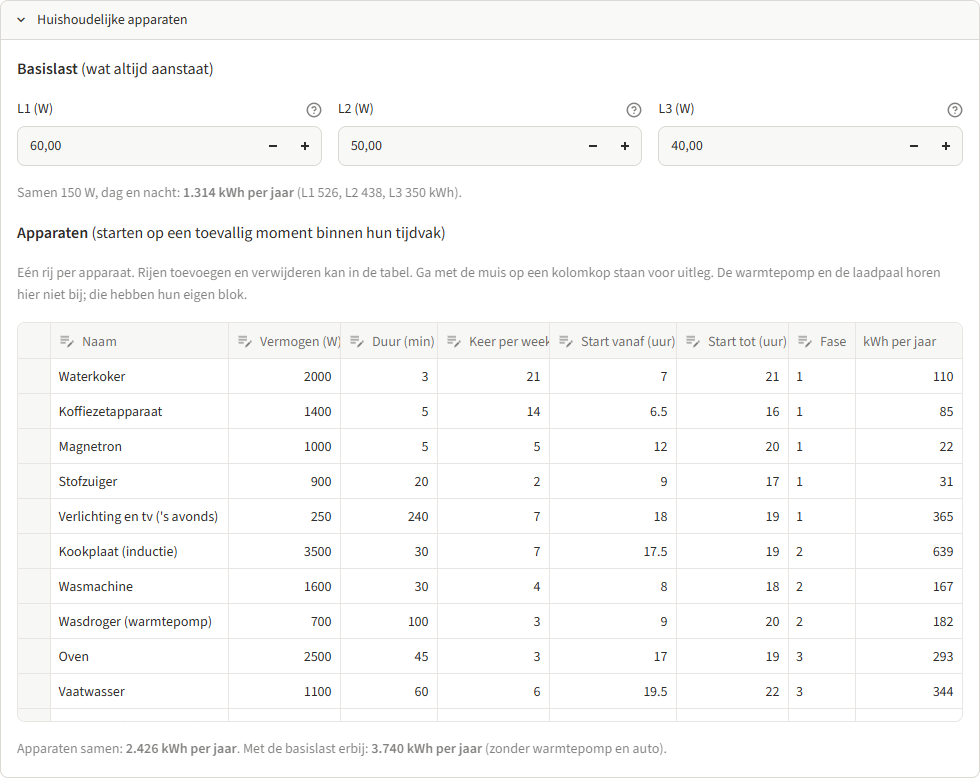 Huishoudelijke apparaten
Basislast (wat altijd aanstaat)
L1 (W) L2 (W) L3 (W)
60,00 − + 50,00 − + 40,00 − +
Samen 150 W, dag en nacht: 1.314 kWh per jaar (L1 526, L2 438, L3 350 kWh).
Apparaten (starten op een toevallig moment binnen hun tijdvak)
Eén rij per apparaat. Rijen toevoegen en verwijderen kan in de tabel. Ga met de muis op een kolomkop staan voor uitleg. De warmtepomp en de laadpaal horen
hier niet bij; die hebben hun eigen blok.
Naam Vermogen (W) Duur (min) Keer per week Start vanaf (uur) Start tot (uur) Fase kWh per jaar
Waterkoker 2000 3 21 7 21 1 110
Koffiezetapparaat 1400 5 14 6.5 16 1 85
Magnetron 1000 5 5 12 20 1 22
Stofzuiger 900 20 2 9 17 1 31
Verlichting en tv ('s avonds) 250 240 7 18 19 1 365
Kookplaat (inductie) 3500 30 7 17.5 19 2 639
Wasmachine 1600 30 4 8 18 2 167
Wasdroger (warmtepomp) 700 100 3 9 20 2 182
Oven 2500 45 3 17 19 3 293
Vaatwasser 1100 60 6 19.5 22 3 344
Apparaten samen: 2.426 kWh per jaar. Met de basislast erbij: 3.740 kWh per jaar (zonder warmtepomp en auto).